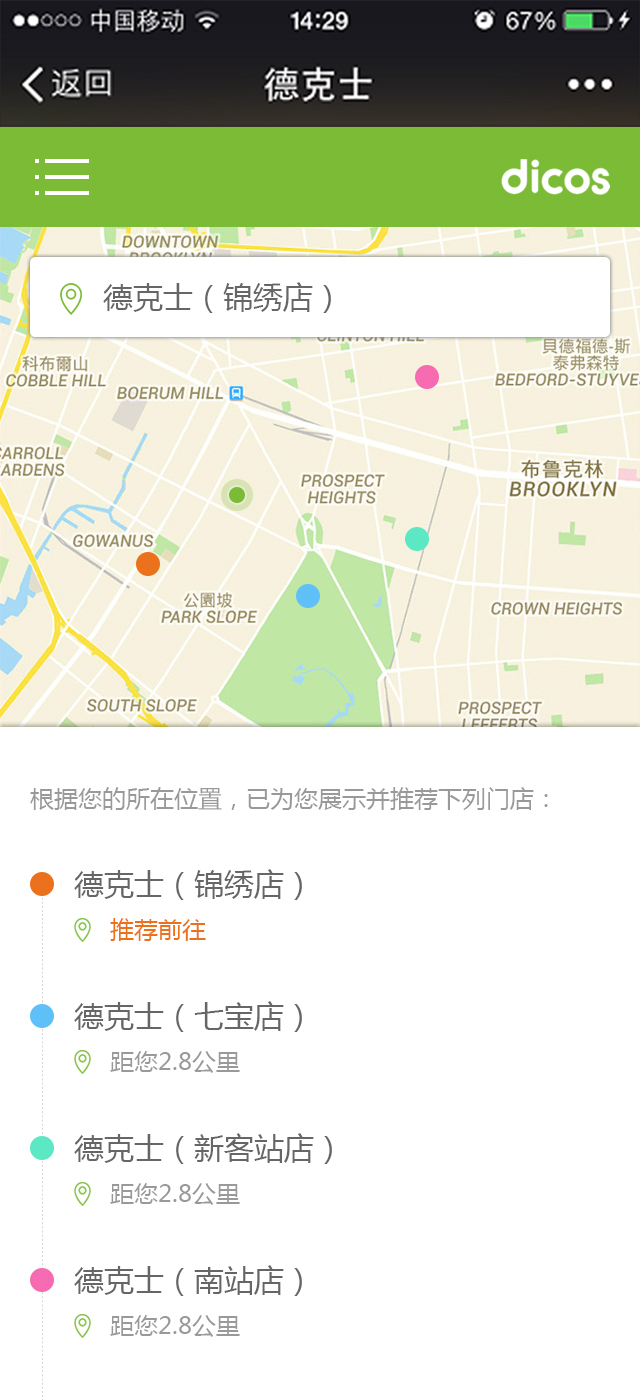 中国移动 14:29 67%
返回 德克士
dicos
DOWNTOWN
BROOKLYN
德克士（锦绣店）
CLINTON HILL
科布爾山
COBBLE HILL
貝德福德-斯
泰弗森特
BEDFORD-STUYVE
BOERUM HILL
CARROLL
GARDENS
布鲁克林
BROOKLYN
PROSPECT
HEIGHTS
GOWANUS
公園坡
PARK SLOPE
CROWN HEIGHTS
SOUTH SLOPE
PROSPECT
LEFFERTS
根据您的所在位置，已为您展示并推荐下列门店：
德克士（锦绣店）
推荐前往
德克士（七宝店）
距您2.8公里
德克士（新客站店）
距您2.8公里
德克士（南站店）
距您2.8公里